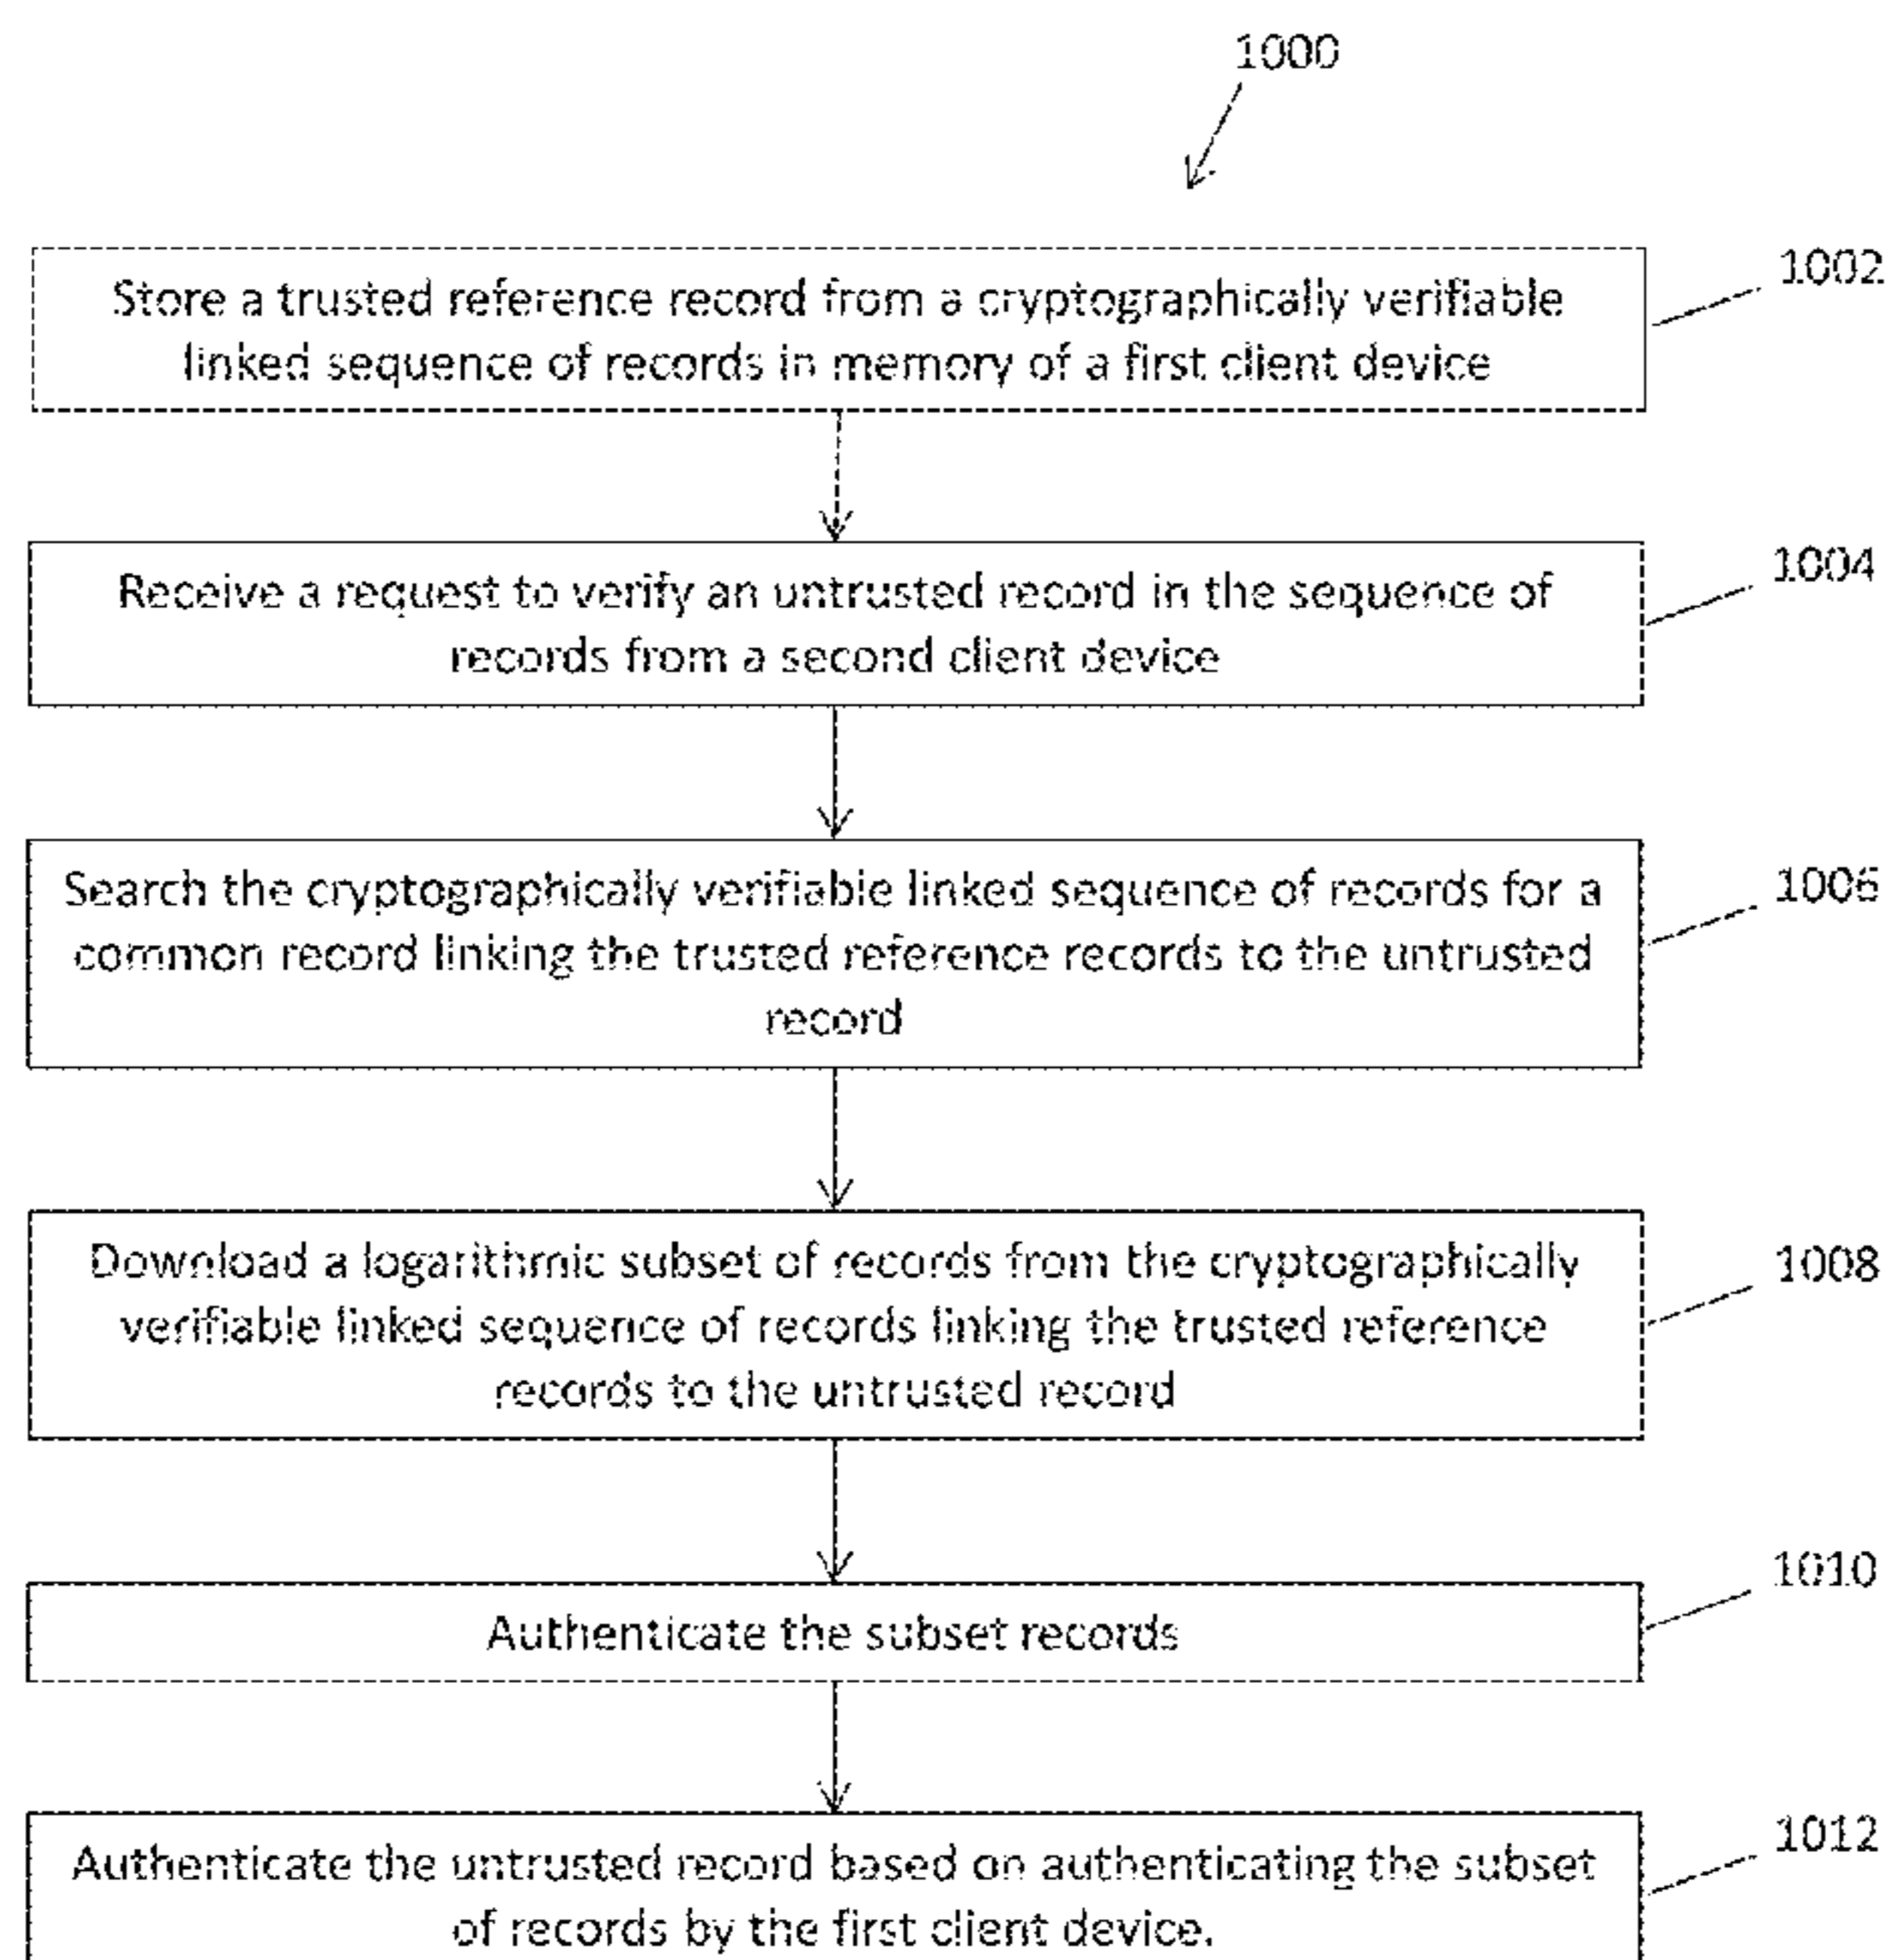 1000
Store a trusted reference record from a cryptographically verifiable
linked sequence of records in memory of a first client device
1002
Receive a request to verify an untrusted record in the sequence of
records from a second client device
1004
Search the cryptographically verifiable linked sequence of records for a
common record linking the trusted reference records to the untrusted
record
1006
Download a logarithmic subset of records from the cryptographically
verifiable linked sequence of records linking the trusted reference
records to the untrusted record
1008
Authenticate the subset records
1010
Authenticate the untrusted record based on authenticating the subset
of records by the first client device.
1012